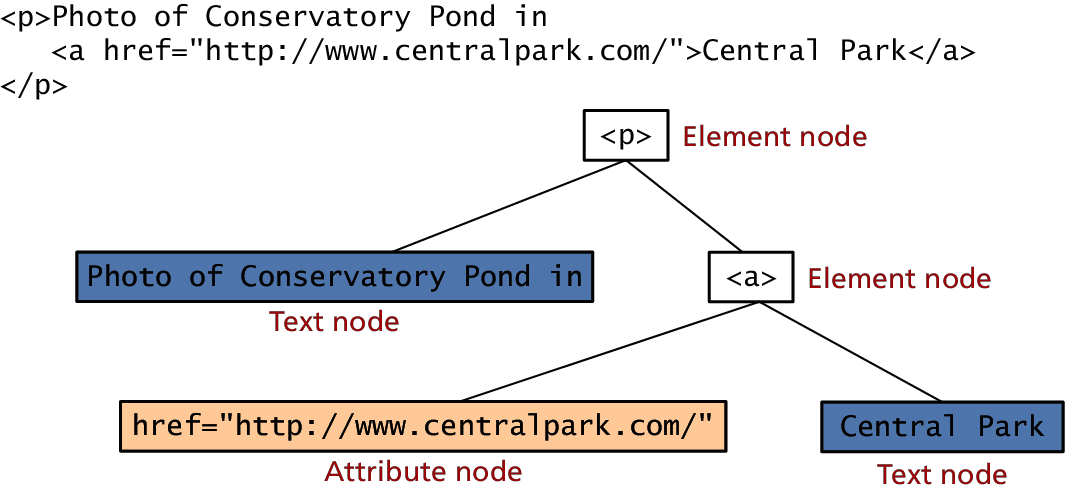 <p>Photo of Conservatory Pond in
   <a href="http://www.centralpark.com/">Central Park</a>
</p>
<p> Element node
Photo of Conservatory Pond in
<a> Element node
Text node
href="http://www.centralpark.com/"
Central Park
Attribute node
Text node